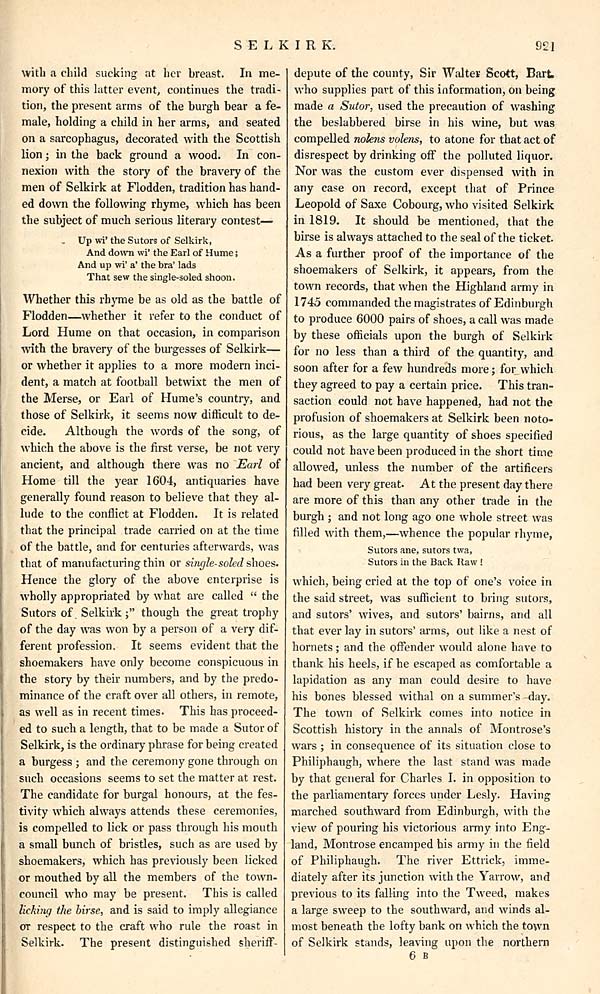 SELKIRK.
921
with a child sucking at her breast. In me-
mory of this latter event, continues the tradi-
tion, the present arms of the burgh bear a fe-
male, holding a child in her arms, and seated
on a sarcophagus, decorated with the Scottish
lion; in the back ground a wood. In con-
nexion with the story of the bravery of the
men of Selkirk at Flodden, tradition has hand-
ed down the following rhyme, which has been
the subject of much serious literary contest—
Up wi' the Sutors of Selkirk,
And down wi' the Earl of Hume;
And up wi' a' the bra' lads
That sew the single-soled shoon.
Whether this rhyme be as old as the battle of
Flodden—whether it refer to the conduct of
Lord Hume on that occasion, in comparison
with the bravery of the burgesses of Selkirk—
or whether it applies to a more modern inci-
dent, a match at football betwixt the men of
the Merse, or Earl of Hume's country, and
those of Selkirk, it seems now difficult to de-
cide. Although the words of the song, of
which the above is the first verse, be not very
ancient, and although there was no Earl of
Home till the year 1604, antiquaries have
generally found reason to believe that they al-
lude to the conflict at Flodden. It is related
that the principal trade carried on at the time
of the battle, and for centuries afterwards, was
that of manufacturing thin or single-soled shoes.
Hence the glory of the above enterprise is
wholly appropriated by what are called " the
Sutors of Selkirk;" though the great trophy
of the day was won by a person of a very dif-
ferent profession. It seems evident that the
shoemakers have only become conspicuous in
the story by their numbers, and by the predo-
minance of the craft over all others, in remote,
as well as in recent times. This has proceed-
ed to such a length, that to be made a Sutor of
Selkirk, is the ordinary phrase for being created
a burgess; and the ceremony gone through on
such occasions seems to set the matter at rest.
The candidate for burgal honours, at the fes-
tivity which always attends these ceremonies,
is compelled to lick or pass through his mouth
a small bunch of bristles, such as are used by
shoemakers, which has previously been licked
or mouthed by all the members of the town-
council who may be present. This is called
licking the birse, and is said to imply allegiance
or respect to the craft who rule the roast in
Selkirk. The present distinguished sheriff-
depute of the county, Sir Walter Scott, Bart.
who supplies part of this information, on being
made a Sutor, used the precaution of washing
the beslabbered birse in his wine, but was
compelled nolens volens, to atone for that act of
disrespect by drinking off the polluted liquor.
Nor was the custom ever dispensed with in
any case on record, except that of Prince
Leopold of Saxe Cobourg, who visited Selkirk
in 1819. It should be mentioned, that the
birse is always attached to the seal of the ticket.
As a further proof of the importance of the
shoemakers of Selkirk, it appears, from the
town records, that when the Highland army in
1745 commanded the magistrates of Edinburgh
to produce 6000 pairs of shoes, a call was made
by these officials upon the burgh of Selkirk
for no less than a third of the quantity, and
soon after for a few hundreds more; for which
they agreed to pay a certain price. This tran-
saction could not have happened, had not the
profusion of shoemakers at Selkirk been noto-
rious, as the large quantity of shoes specified
could not have been produced in the short time
allowed, unless the number of the artificers
had been very great. At the present day there
are more of this than any other trade in the
burgh; and not long ago one whole street was
filled with them,—whence the popular rhyme,
Sutors ane, sutors twa,
Sutors in the Back Raw!
which, being cried at the top of one's voice in
the said street, was sufficient to bring sutors,
and sutors' wives, and sutors' bairns, and all
that ever lay in sutors' arms, out like a nest of
hornets; and the offender would alone have to
thank his heels, if he escaped as comfortable a
lapidation as any man could desire to have
his bones blessed withal on a summer's day.
The town of Selkirk comes into notice in
Scottish history in the annals of Montrose's
wars; in consequence of its situation close to
Philiphaugh, where the last stand was made
by that general for Charles I. in opposition to
the parliamentary forces under Lesly. Having
marched southward from Edinburgh, with the
view of pouring his victorious army into Eng-
land, Montrose encamped his army in the field
of Philiphaugh. The river Ettrick, imme-
diately after its junction with the Yarrow, and
previous to its falling into the Tweed, makes
a large sweep to the southward, and winds al-
most beneath the lofty bank on which the town
of Selkirk stands, leaving upon the northern
6 B